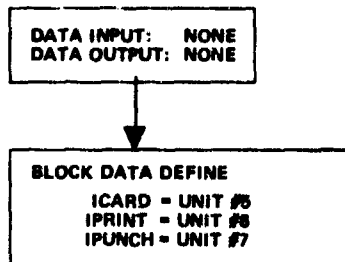 DATA INPUT: NONE
DATA OUTPUT: NONE
BLOCK DATA DEFINE
ICARD = UNIT #5
IPRINT = UNIT #6
IPUNCH = UNIT #7